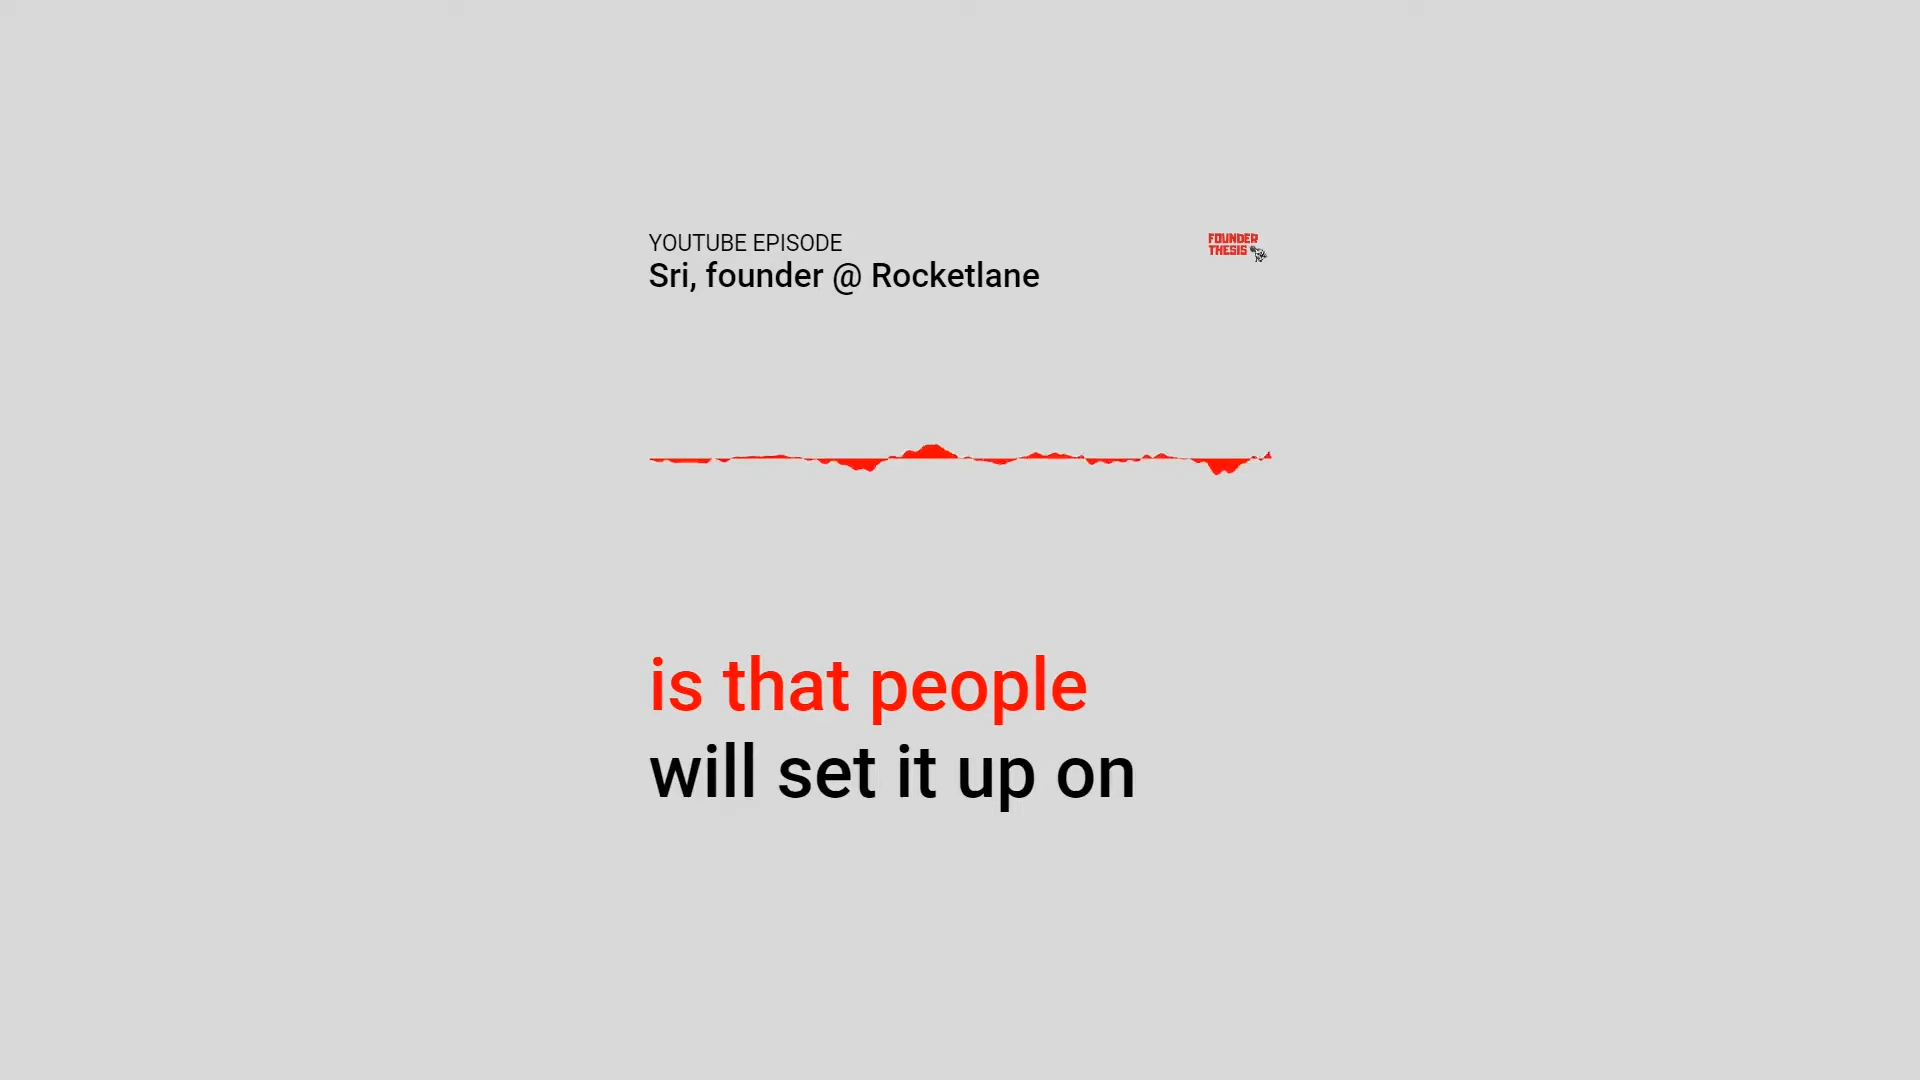 YOUTUBE EPISODE
Sri, founder @ Rocketlane
FOUNDER
THESIS
is that people
will set it up on